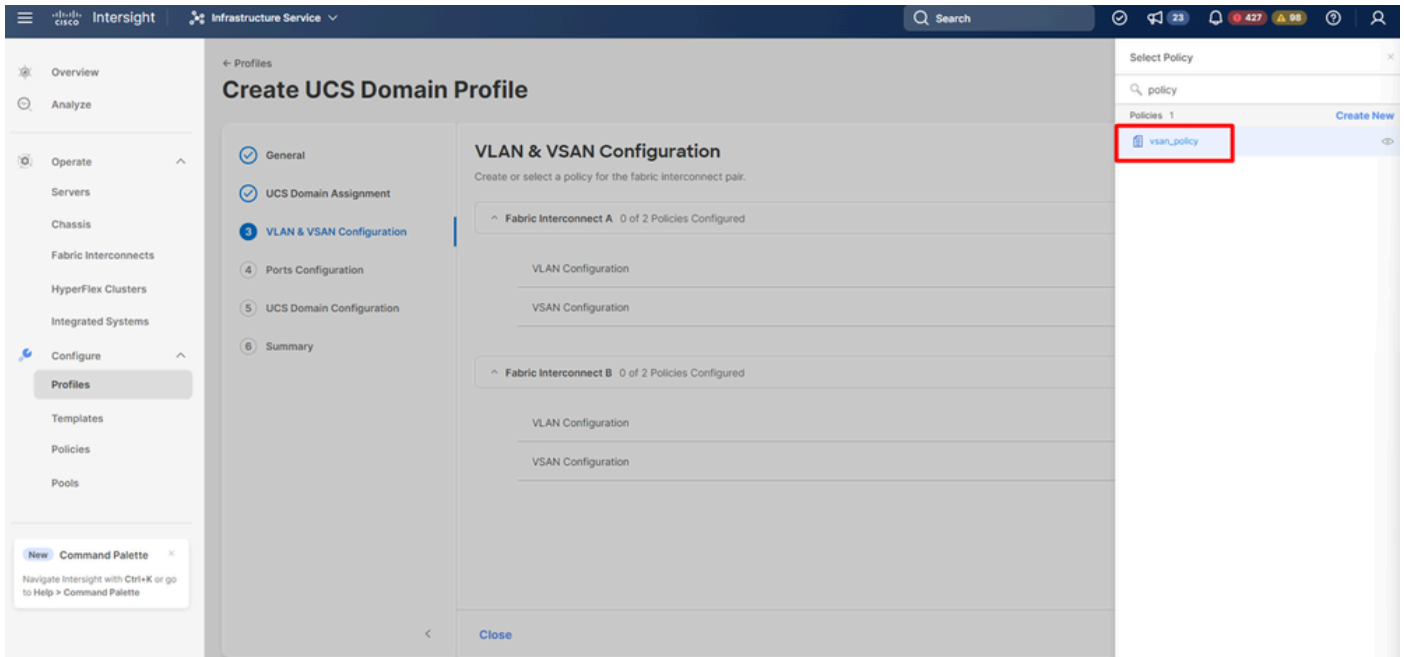 cisco Intersight
Infrastructure Service
Search
23
427
98
Overview
Analyze
Operate
Servers
Chassis
Fabric Interconnects
HyperFlex Clusters
Integrated Systems
Configure
Profiles
Templates
Policies
Pools
New Command Palette
Navigate Intersight with Ctrl+K or go
to Help > Command Palette
← Profiles
Create UCS Domain Profile
General
UCS Domain Assignment
3 VLAN & VSAN Configuration
4 Ports Configuration
5 UCS Domain Configuration
6 Summary
VLAN & VSAN Configuration
Create or select a policy for the fabric interconnect pair.
Fabric Interconnect A 0 of 2 Policies Configured
VLAN Configuration
VSAN Configuration
Fabric Interconnect B 0 of 2 Policies Configured
VLAN Configuration
VSAN Configuration
Close
Select Policy
policy
Policies 1 Create New
vsan_policy